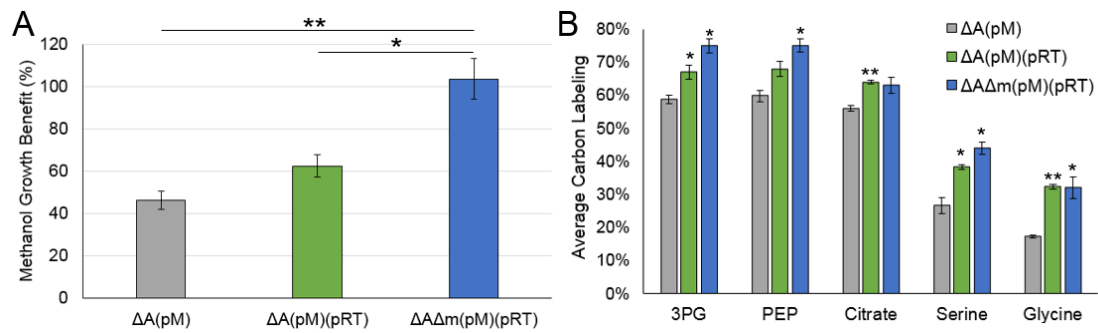 A
**
*
120
100
80
60
40
20
0
Methanol Growth Benefit (%)
ΔA(pM) ΔA(pM)(pRT) ΔAΔm(pM)(pRT)
B
80%
70%
60%
50%
40%
30%
20%
10%
0%
Average Carbon Labeling
ΔA(pM)
ΔA(pM)(pRT)
ΔAΔm(pM)(pRT)
* * * ** * * ** *
3PG PEP Citrate Serine Glycine